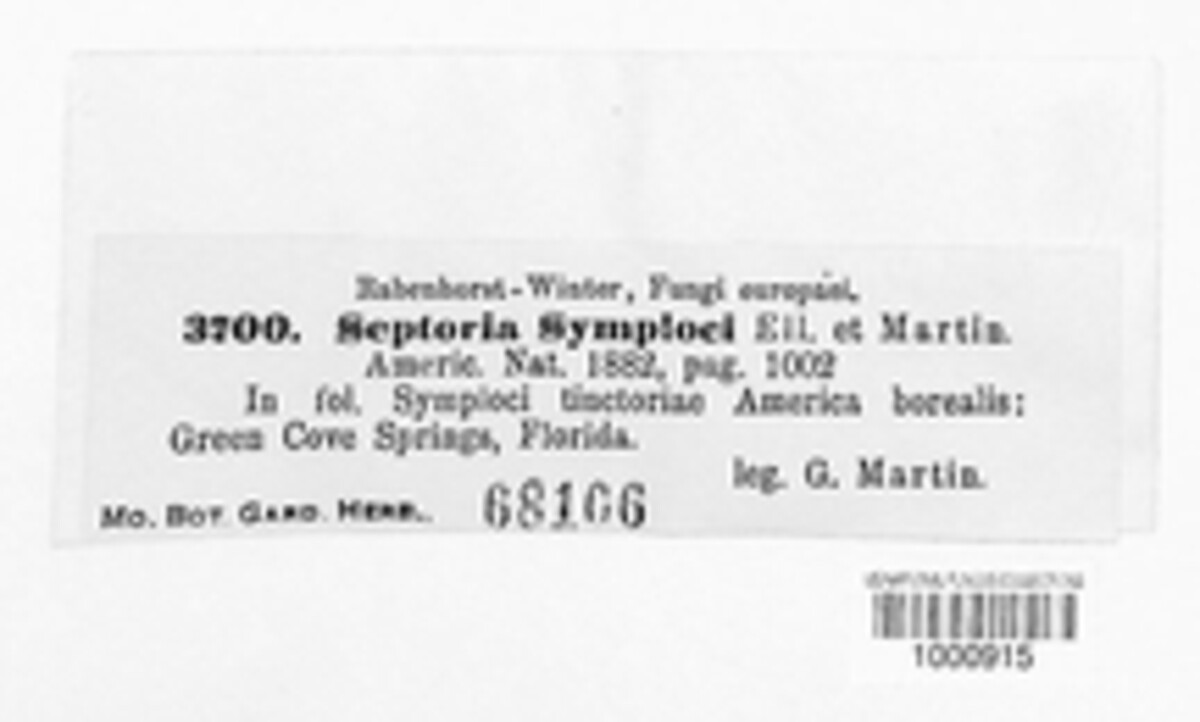 Rabenhorst-Winter, Fungi europaei.
3700. Septoria Symploci Ell. et Martin.
Americ. Nat. 1882, pag. 1002
In fol. Symploci tinctoriae America borealis:
Green Cove Springs, Florida.
leg. G. Martin.
MO. BOT. GARD. HERB. 68106
1000915